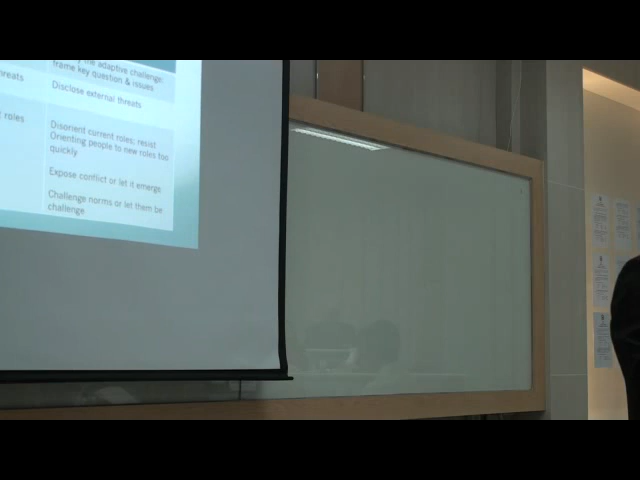 the adaptive challenge:
frame key question & issues
threats
Disclose external threats
roles
Disorient current roles; resist
Orienting people to new roles too
quickly
Expose conflict or let it emerge
Challenge norms or let them be
challenge